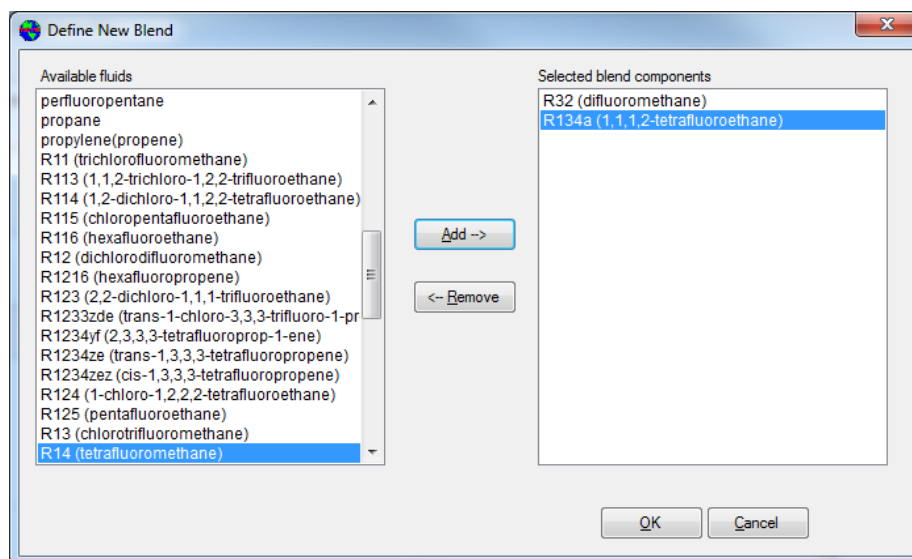 Define New Blend
Available fluids
perfluoropentane
propane
propylene(propene)
R11 (trichlorofluoromethane)
R113 (1,1,2-trichloro-1,2,2-trifluoroethane)
R114 (1,2-dichloro-1,1,2,2-tetrafluoroethane)
R115 (chloropentafluoroethane)
R116 (hexafluoroethane)
R12 (dichlorodifluoromethane)
R1216 (hexafluoropropene)
R123 (2,2-dichloro-1,1,1-trifluoroethane)
R1233zde (trans-1-chloro-3,3,3-trifluoro-1-pr
R1234yf (2,3,3,3-tetrafluoroprop-1-ene)
R1234ze (trans-1,3,3,3-tetrafluoropropene)
R1234zez (cis-1,3,3,3-tetrafluoropropene)
R124 (1-chloro-1,2,2,2-tetrafluoroethane)
R125 (pentafluoroethane)
R13 (chlorotrifluoromethane)
R14 (tetrafluoromethane)
Add -->
<-- Remove
Selected blend components
R32 (difluoromethane)
R134a (1,1,1,2-tetrafluoroethane)
OK
Cancel